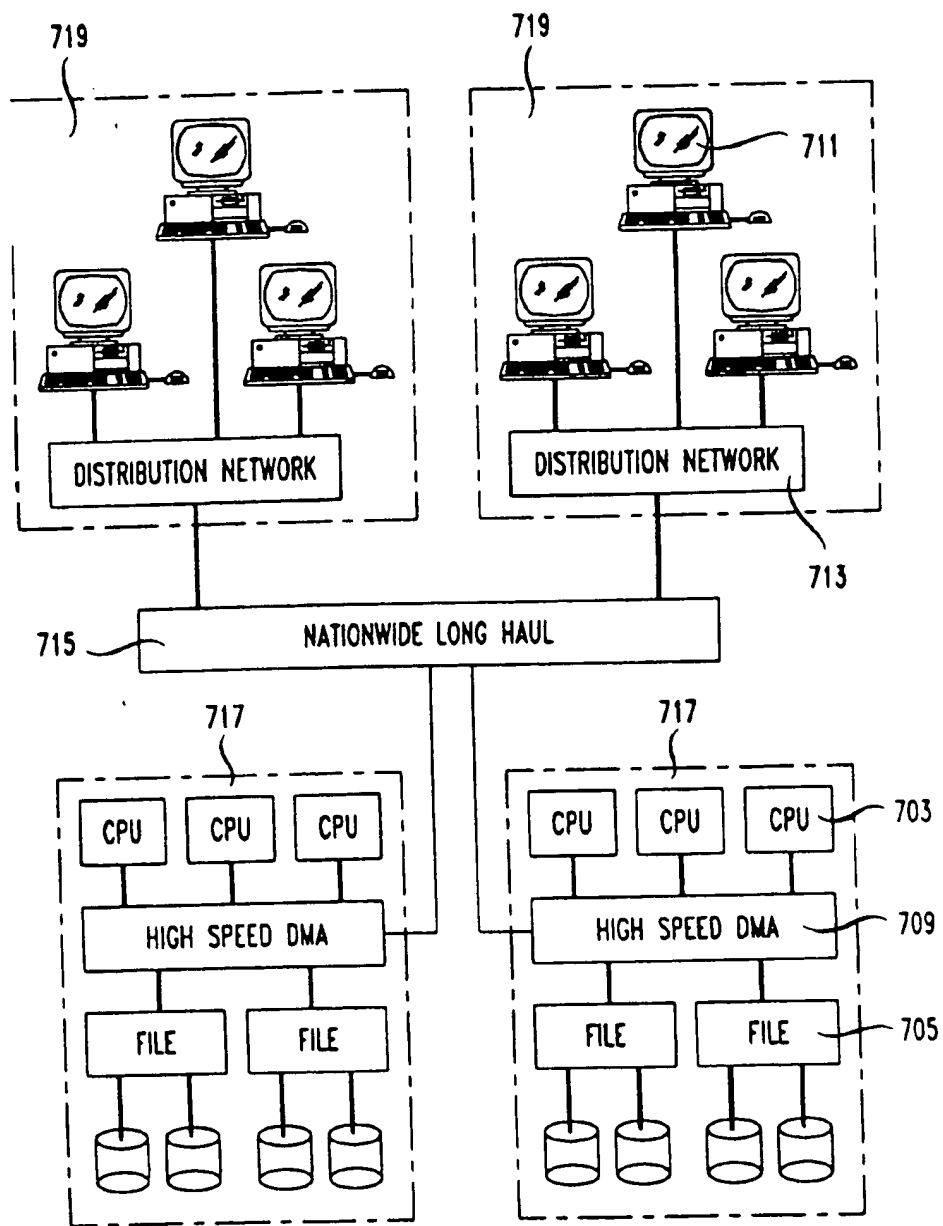 719
719
711
DISTRIBUTION NETWORK
DISTRIBUTION NETWORK
713
715
NATIONWIDE LONG HAUL
717
717
CPU
CPU
CPU
CPU
CPU
CPU
703
HIGH SPEED DMA
HIGH SPEED DMA
709
FILE
FILE
FILE
FILE
705